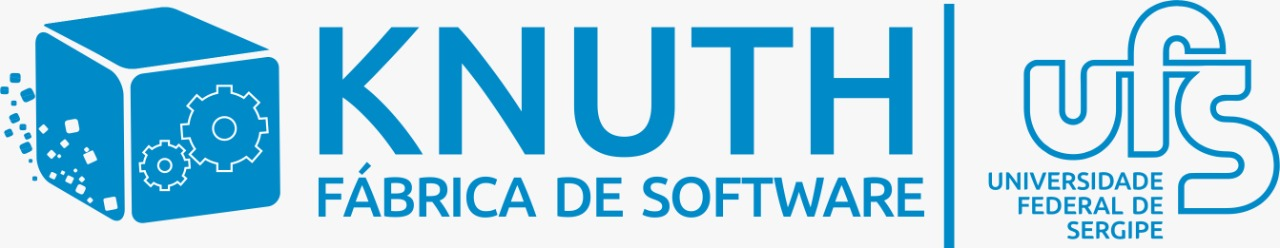 KNUTH
FÁBRICA DE SOFTWARE
ufs
UNIVERSIDADE
FEDERAL DE
SERGIPE